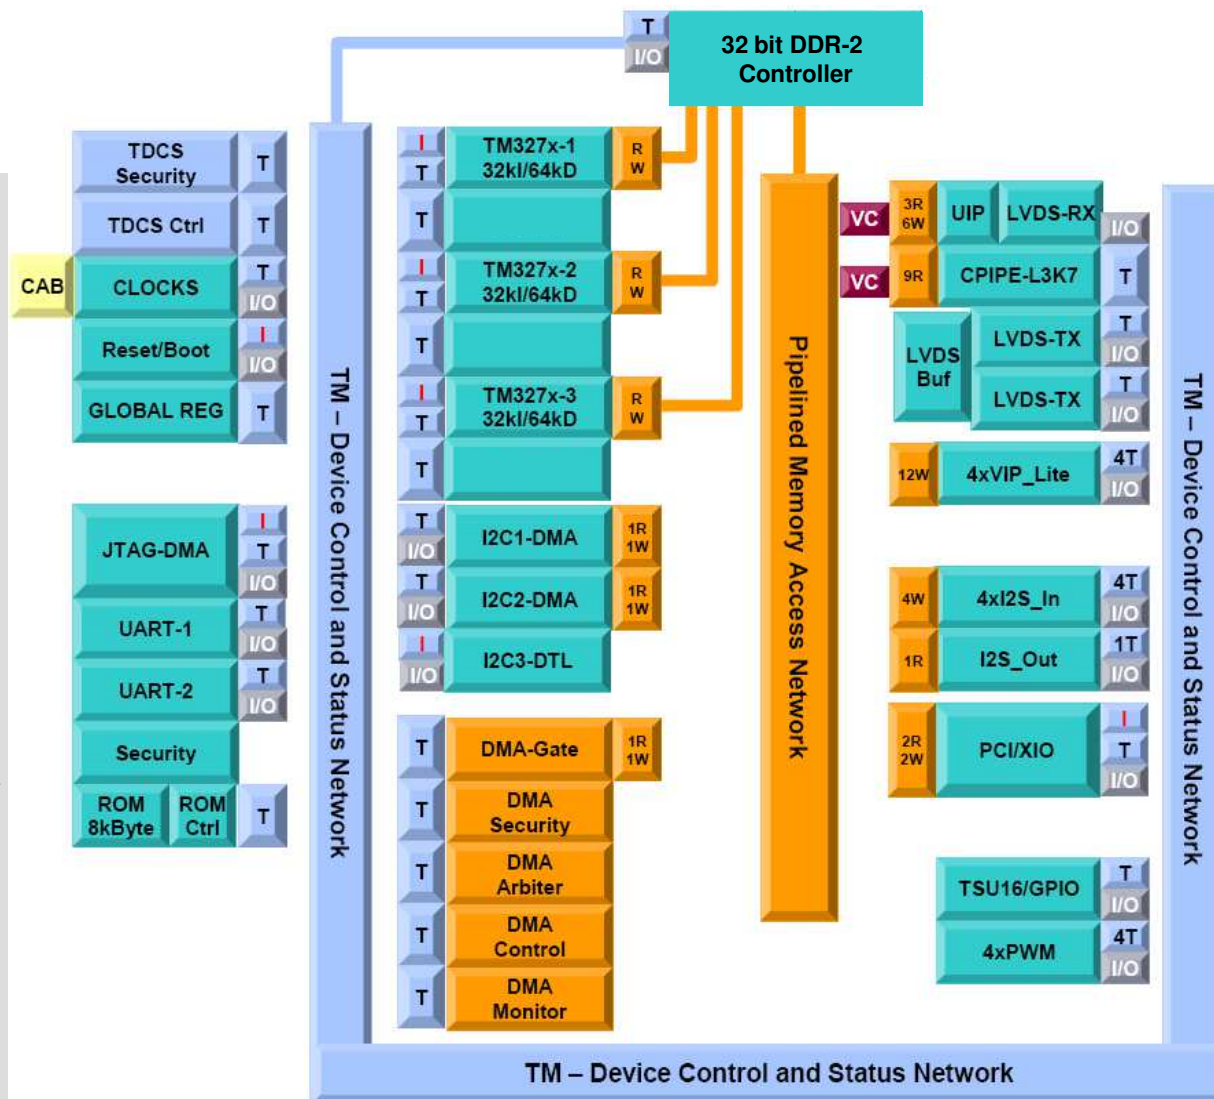 T
I/O
32 bit DDR-2
Controller
TDCS
Security
T
TDCS Ctrl
T
CAB
CLOCKS
T
I/O
Reset/Boot
I
I/O
GLOBAL REG
T
JTAG-DMA
I
T
I/O
UART-1
T
I/O
UART-2
T
I/O
Security
ROM
8kByte
ROM
Ctrl
T
TM – Device Control and Status Network
I
T
TM327x-1
32kI/64kD
R
W
T
I
T
TM327x-2
32kI/64kD
R
W
T
I
T
TM327x-3
32kI/64kD
R
W
T
T
I/O
I2C1-DMA
1R
1W
T
I/O
I2C2-DMA
1R
1W
I
I/O
I2C3-DTL
T
DMA-Gate
1R
1W
T
DMA
Security
T
DMA
Arbiter
T
DMA
Control
T
DMA
Monitor
Pipelined Memory Access Network
VC
3R
6W
UIP
LVDS-RX
I/O
VC
9R
CPIPE-L3K7
T
LVDS
Buf
LVDS-TX
T
I/O
LVDS-TX
T
I/O
12W
4xVIP_Lite
4T
I/O
4W
4xI2S_In
4T
I/O
1R
I2S_Out
1T
I/O
2R
2W
PCI/XIO
I
T
I/O
TSU16/GPIO
T
I/O
4xPWM
4T
I/O
TM – Device Control and Status Network
TM – Device Control and Status Network